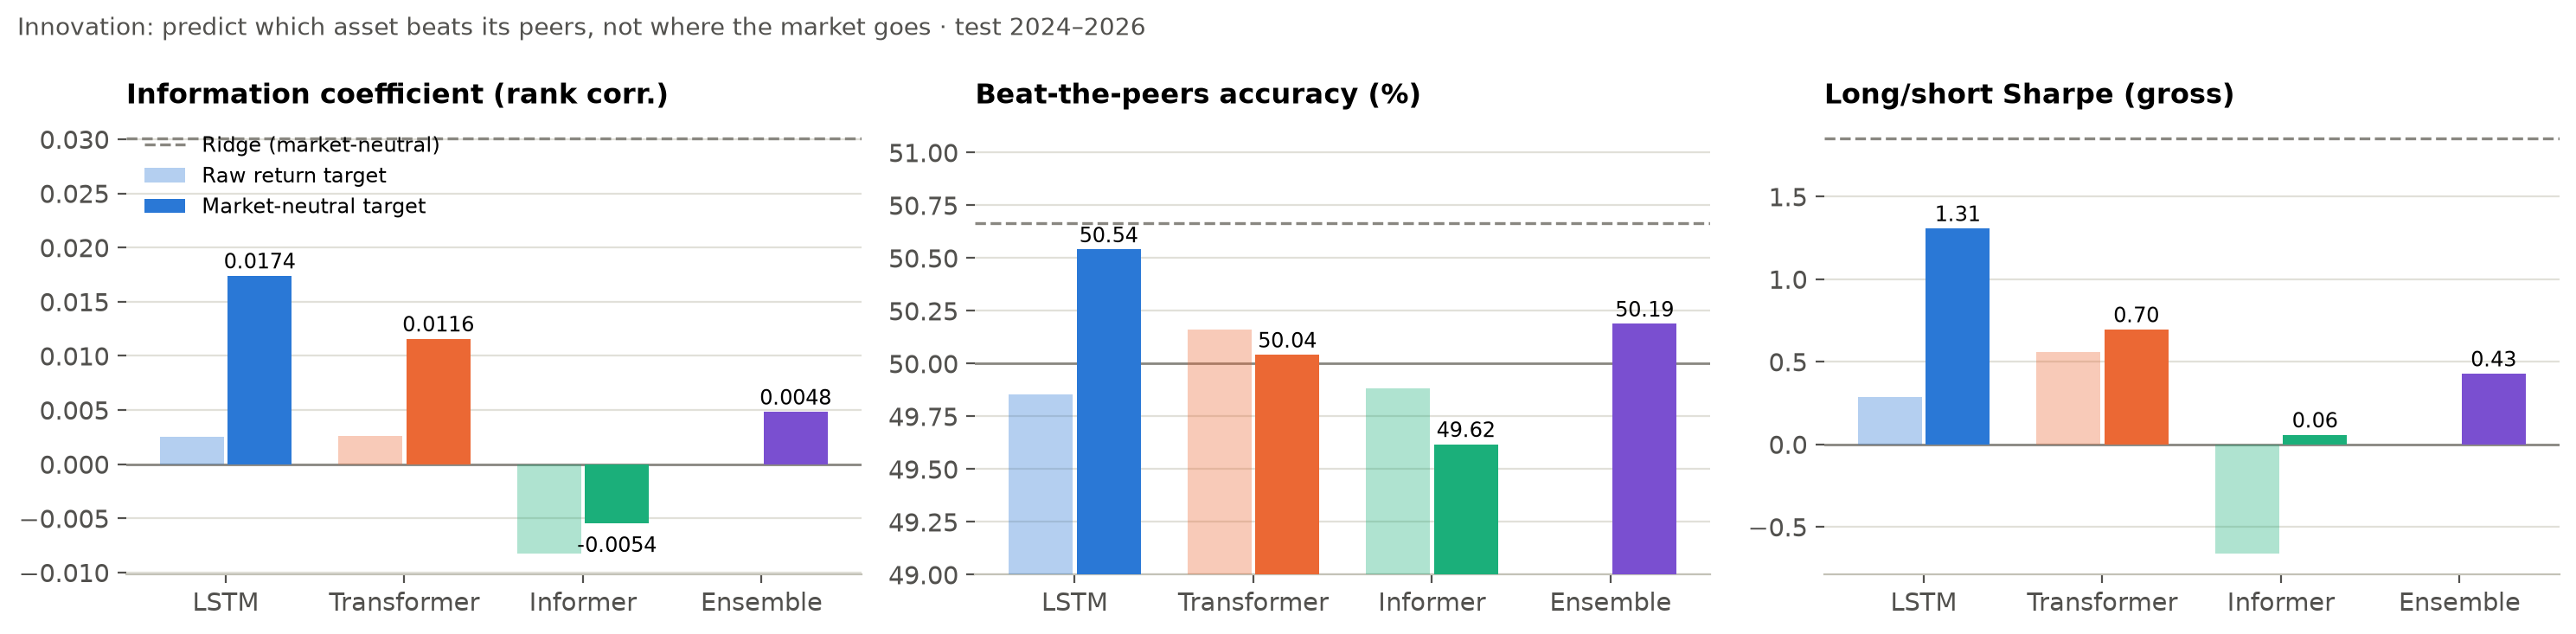 Innovation: predict which asset beats its peers, not where the market goes · test 2024–2026
Information coefficient (rank corr.)
0.030
0.025
0.020
0.015
0.010
0.005
0.000
−0.005
−0.010
Ridge (market-neutral)
Raw return target
Market-neutral target
0.0174
0.0116
-0.0054
0.0048
LSTM
Transformer
Informer
Ensemble
Beat-the-peers accuracy (%)
51.00
50.75
50.50
50.25
50.00
49.75
49.50
49.25
49.00
50.54
50.04
49.62
50.19
LSTM
Transformer
Informer
Ensemble
Long/short Sharpe (gross)
1.5
1.0
0.5
0.0
−0.5
1.31
0.70
0.06
0.43
LSTM
Transformer
Informer
Ensemble